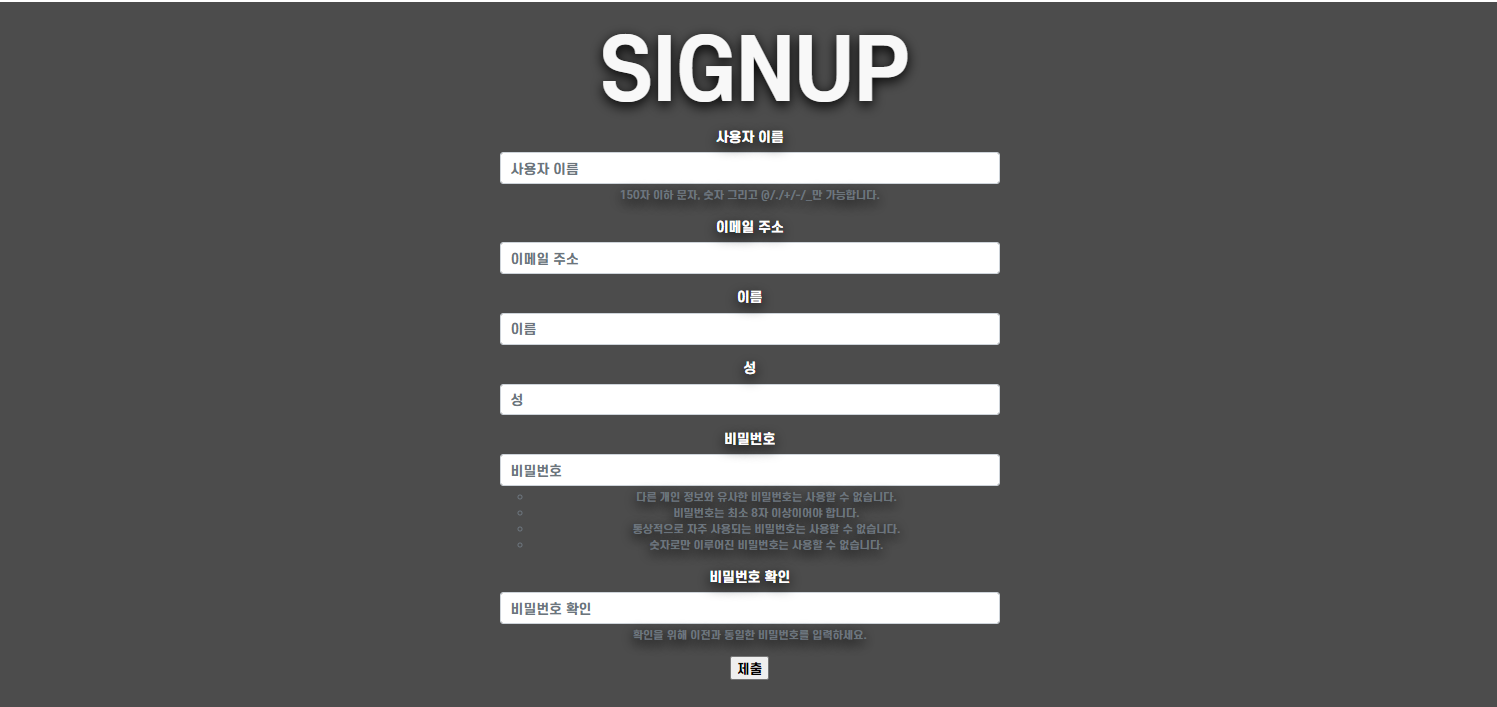 SIGNUP
사용자 이름
사용자 이름
150자 이하 문자, 숫자 그리고 @/./+/-/_만 가능합니다.
이메일 주소
이메일 주소
이름
이름
성
성
비밀번호
비밀번호
다른 개인 정보와 유사한 비밀번호는 사용할 수 없습니다.
비밀번호는 최소 8자 이상이어야 합니다.
통상적으로 자주 사용되는 비밀번호는 사용할 수 없습니다.
숫자로만 이루어진 비밀번호는 사용할 수 없습니다.
비밀번호 확인
비밀번호 확인
확인을 위해 이전과 동일한 비밀번호를 입력하세요.
제출